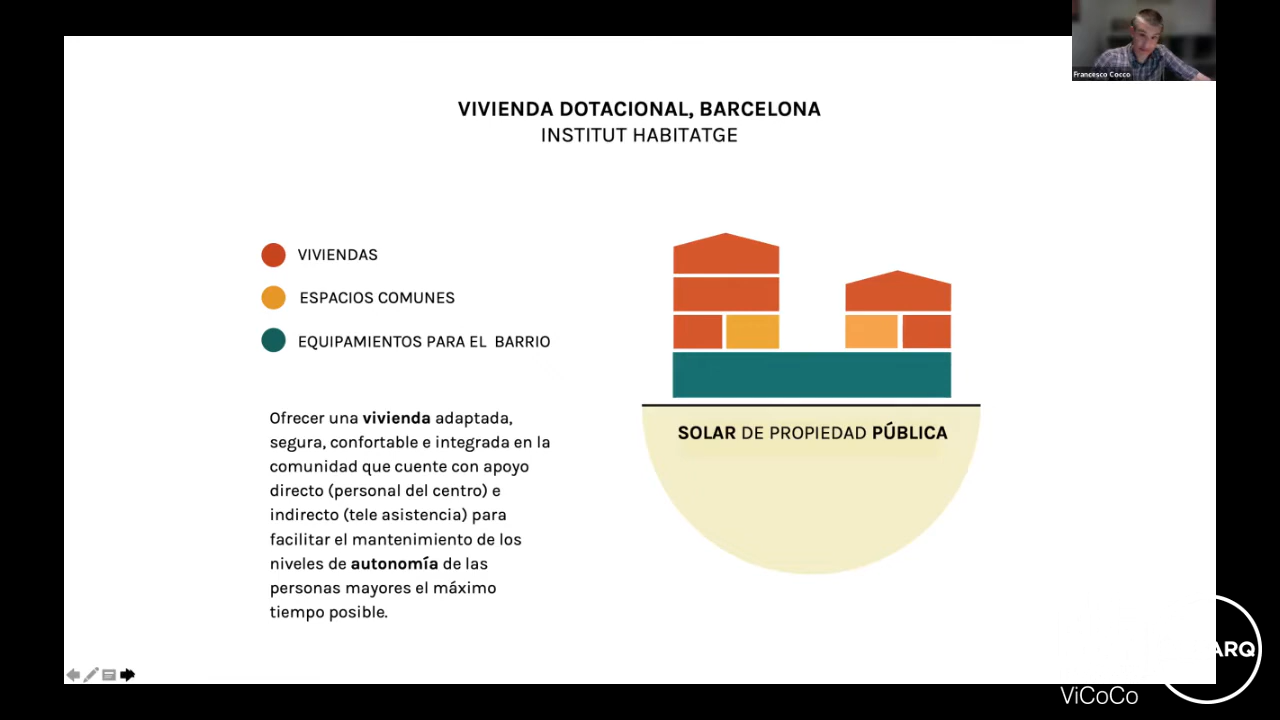 Francesco Cocco
VIVIENDA DOTACIONAL, BARCELONA
INSTITUT HABITATGE
VIVIENDAS
ESPACIOS COMUNES
EQUIPAMIENTOS PARA EL BARRIO
Ofrecer una vivienda adaptada,
segura, confortable e integrada en la
comunidad que cuente con apoyo
directo (personal del centro) e
indirecto (tele asistencia) para
facilitar el mantenimiento de los
niveles de autonomía de las
personas mayores el máximo
tiempo posible.
SOLAR DE PROPIEDAD PÚBLICA
ARQ
ViCoCo